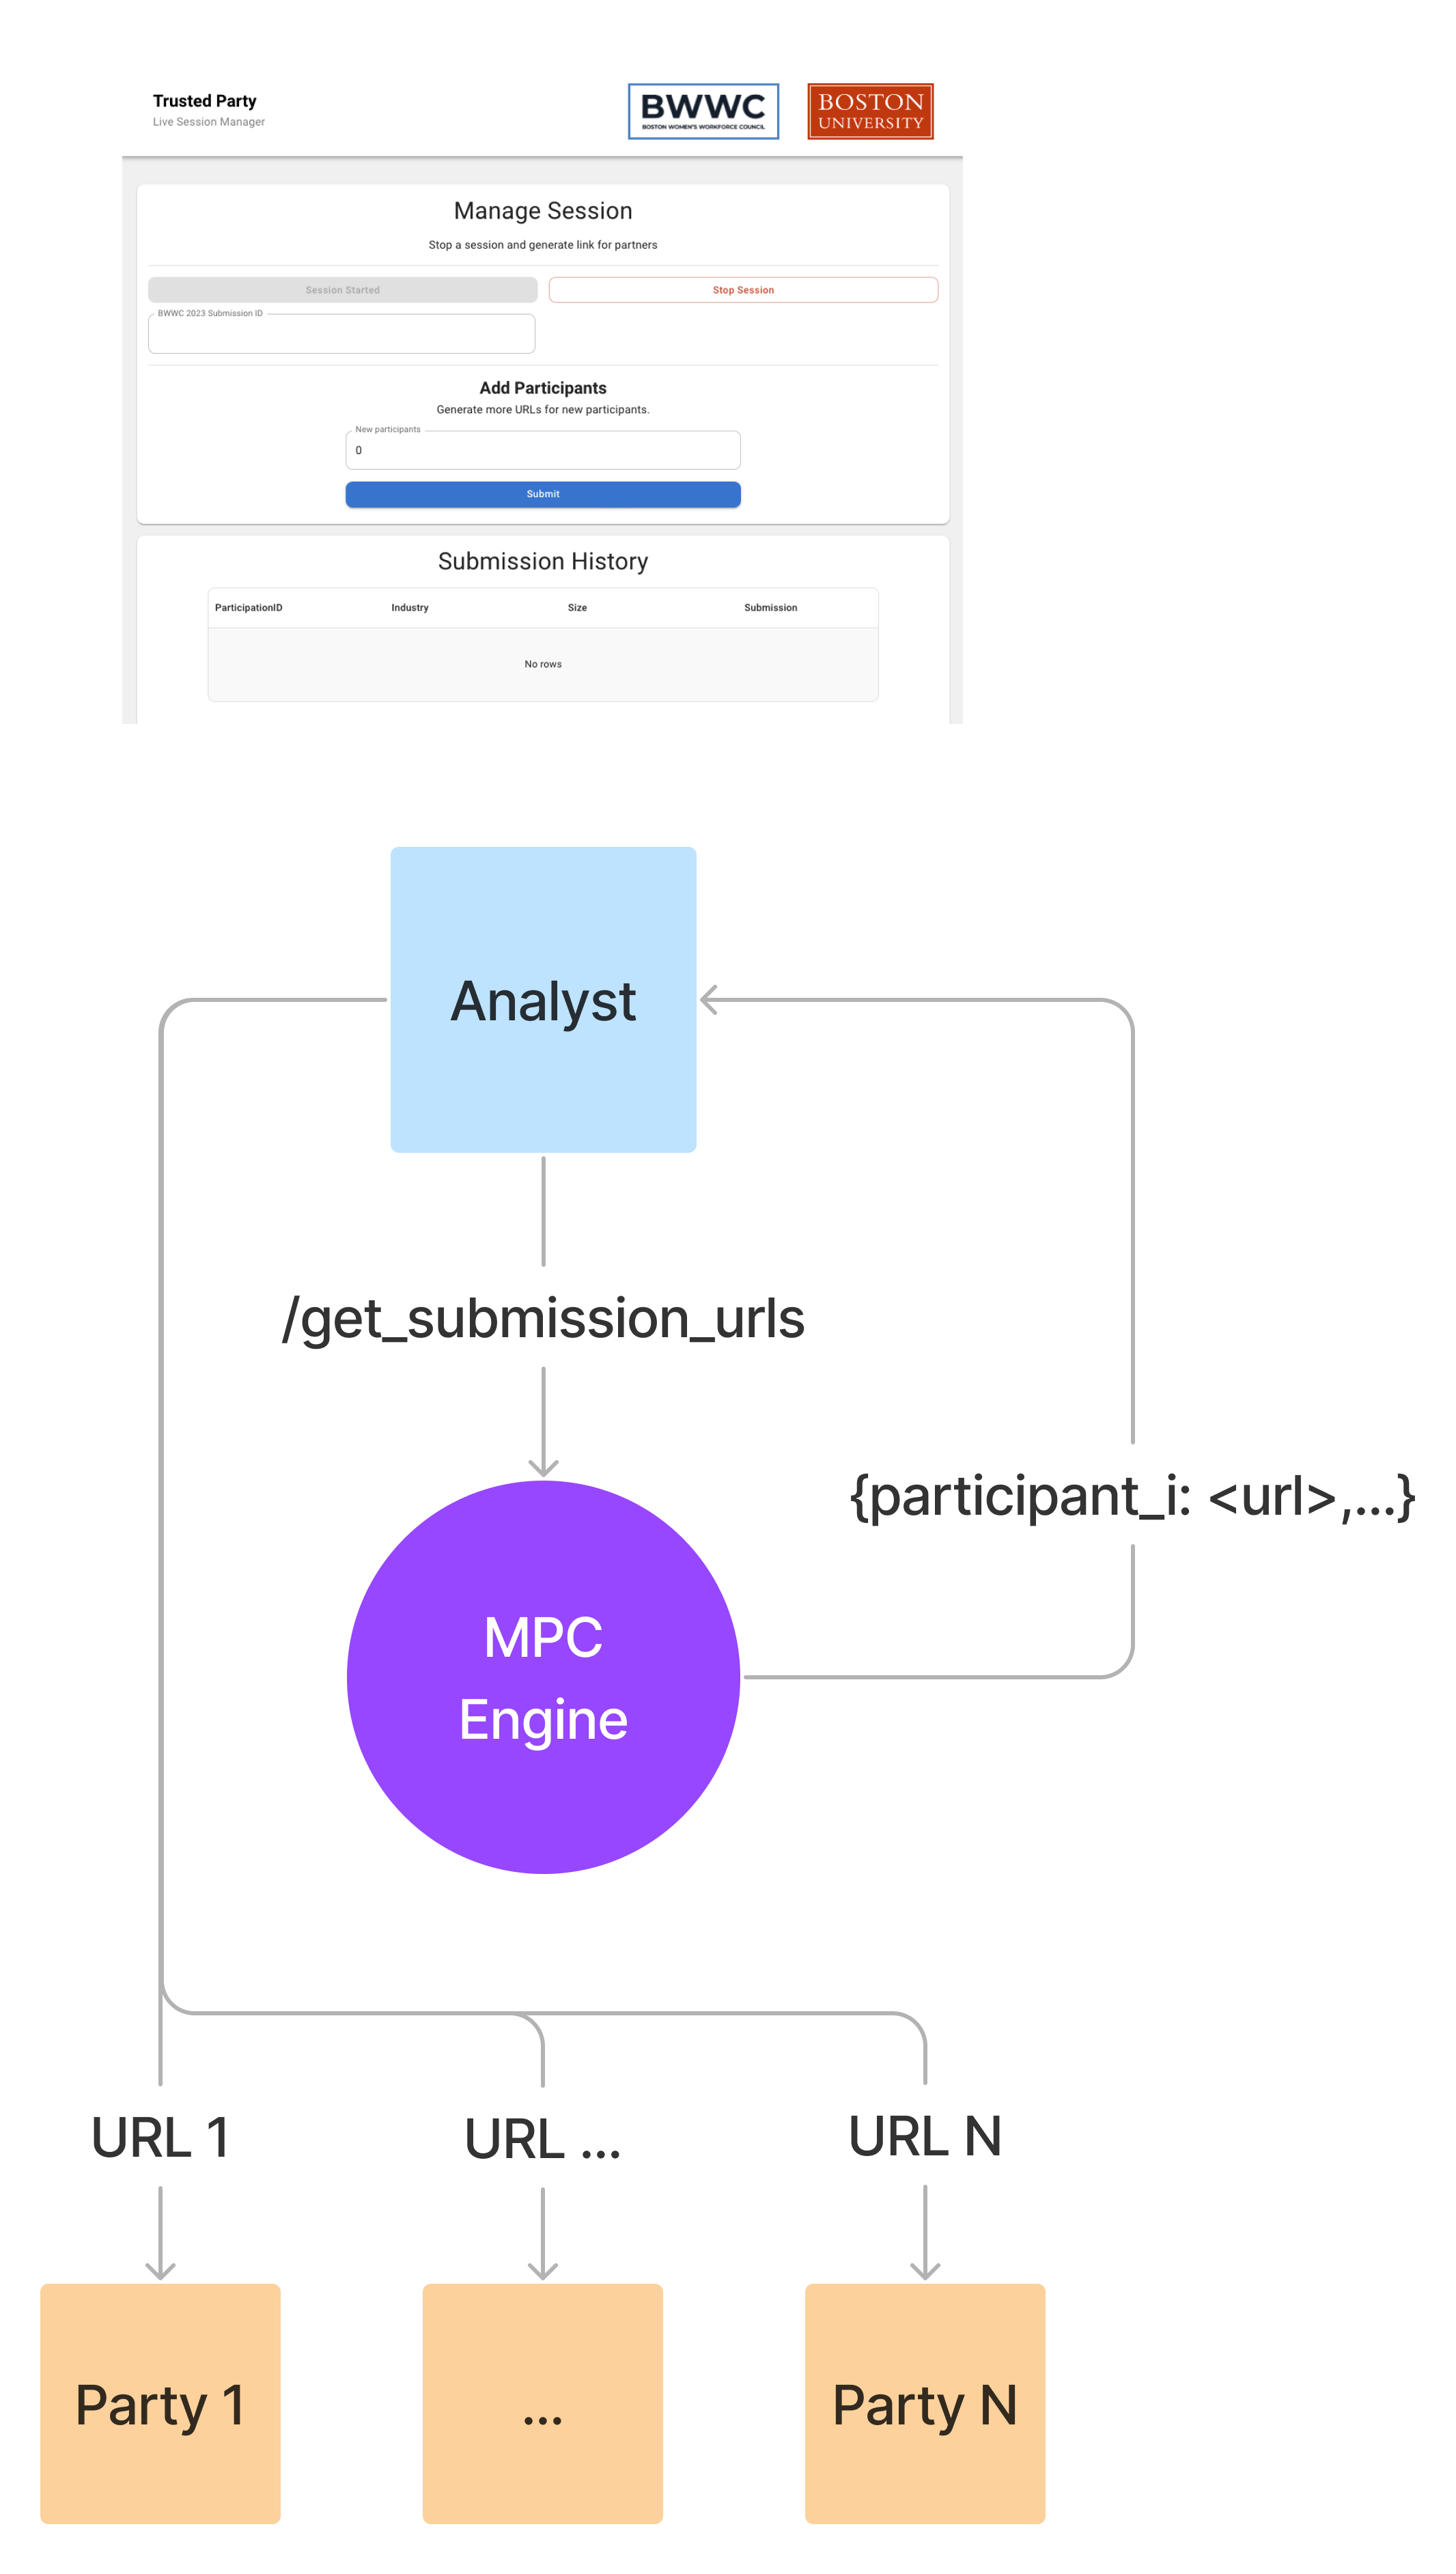 Trusted Party
Live Session Manager
BWWC
BOSTON WOMEN'S WORKFORCE COUNCIL
BOSTON
UNIVERSITY
Manage Session
Stop a session and generate link for partners
Session Started
Stop Session
BWWC 2023 Submission ID
Add Participants
Generate more URLs for new participants.
New participants
0
Submit
Submission History
ParticipationID Industry Size Submission
No rows
Analyst
/get_submission_urls
{participant_i: <url>,...}
MPC
Engine
URL 1
URL ...
URL N
Party 1
...
Party N